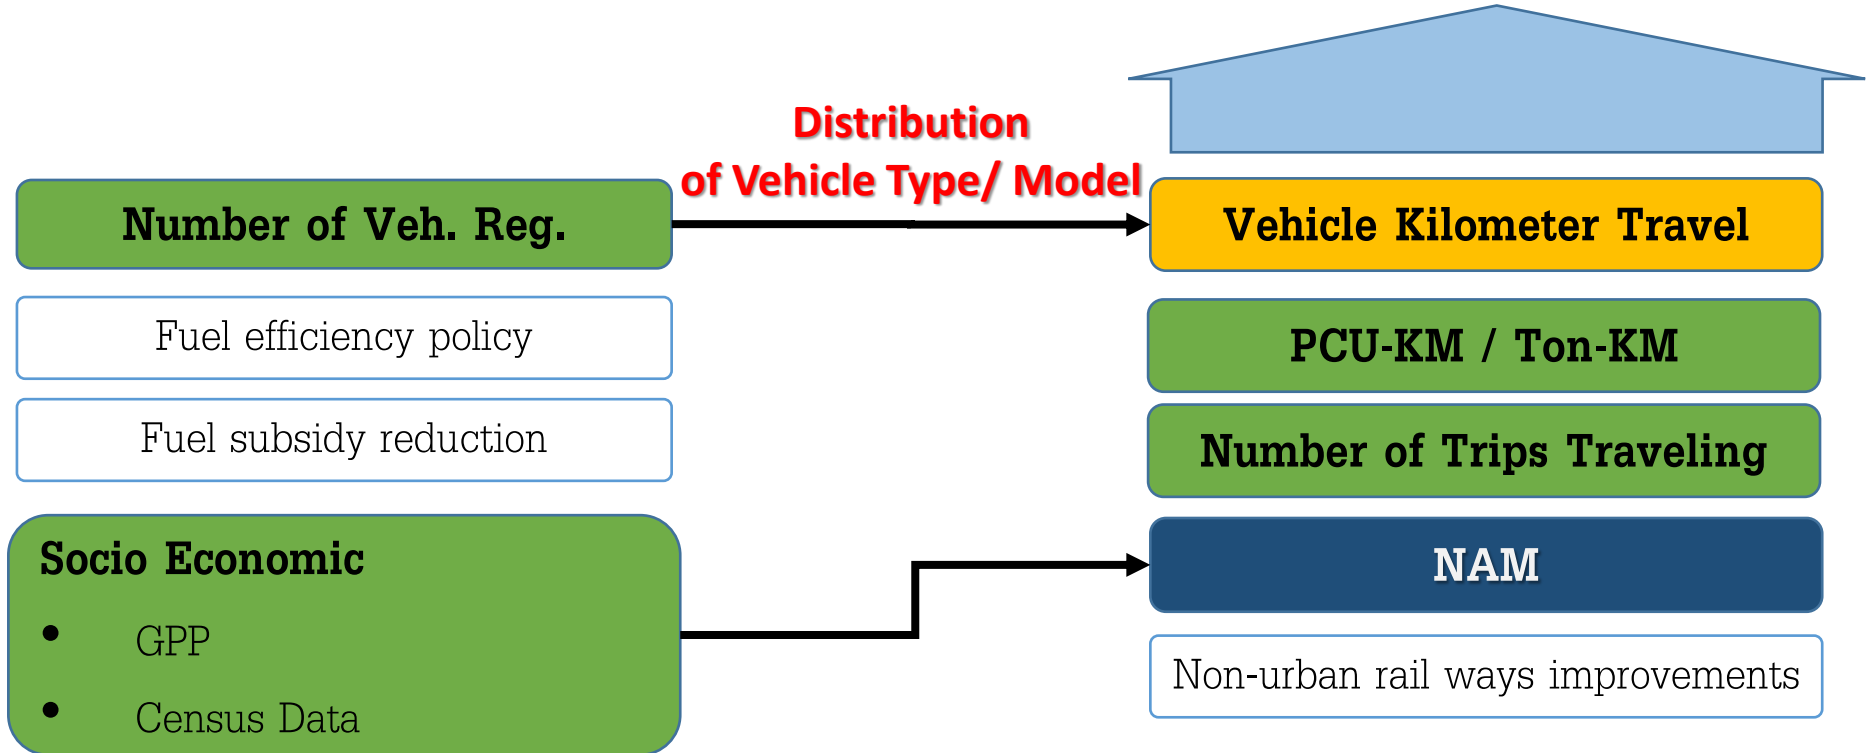 Distribution
of Vehicle Type/ Model
Number of Veh. Reg.
Fuel efficiency policy
Fuel subsidy reduction
Socio Economic
• GPP
• Census Data
Vehicle Kilometer Travel
PCU-KM / Ton-KM
Number of Trips Traveling
NAM
Non-urban rail ways improvements